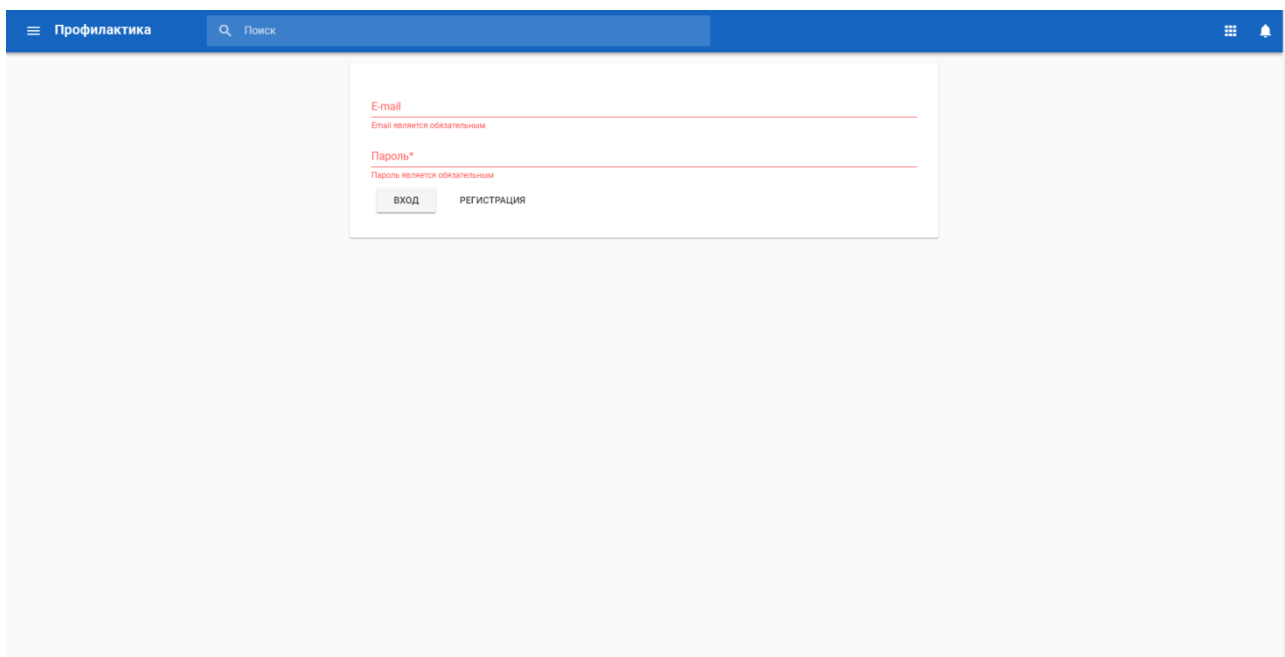 Профилактика
Поиск
E-mail
Email является обязательным
Пароль*
Пароль является обязательным
ВХОД РЕГИСТРАЦИЯ